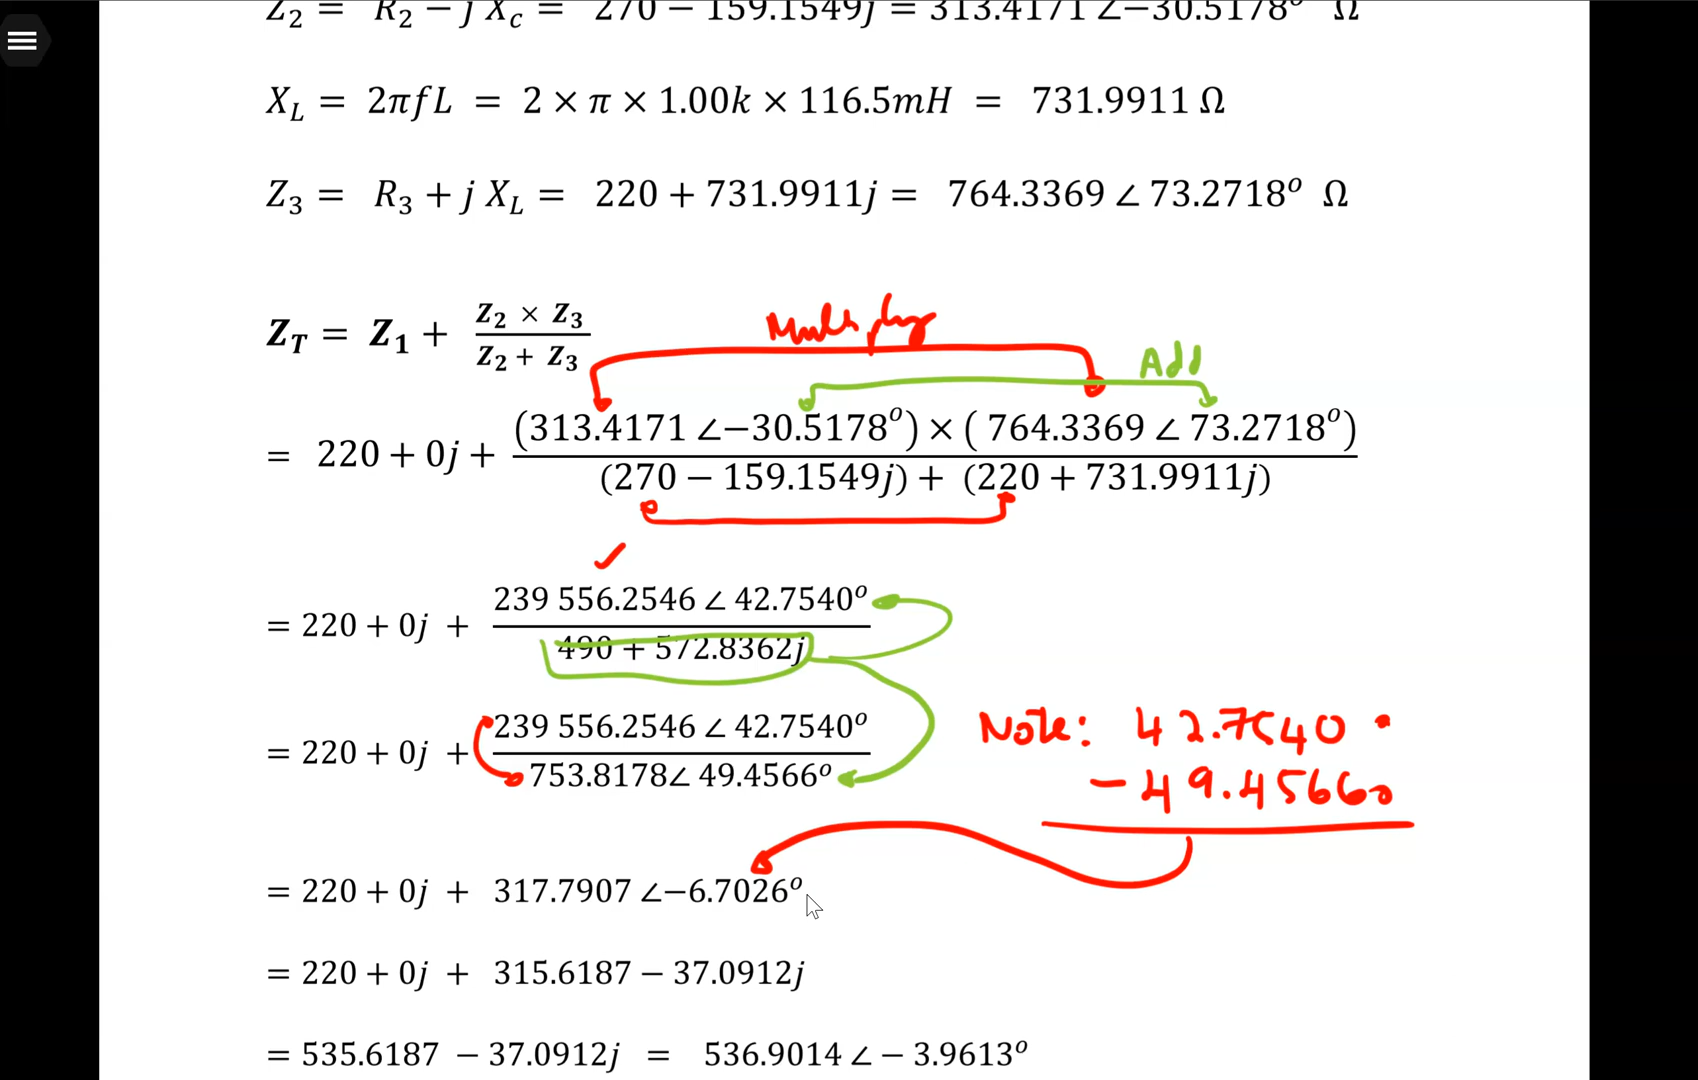 Z₂ = R₂ − j X_c = 270 − 159.1549j = 313.4171 ∠−30.5178° Ω
X_L = 2πfL = 2 × π × 1.00k × 116.5mH = 731.9911 Ω
Z₃ = R₃ + j X_L = 220 + 731.9911j = 764.3369 ∠ 73.2718° Ω
Z_T = Z₁ + (Z₂ × Z₃)/(Z₂ + Z₃)
Multiply
Add
= 220 + 0j + ((313.4171 ∠−30.5178°) × ( 764.3369 ∠ 73.2718°))/((270 − 159.1549j) + (220 + 731.9911j))
= 220 + 0j + (239 556.2546 ∠ 42.7540°)/(490 + 572.8362j)
= 220 + 0j + (239 556.2546 ∠ 42.7540°)/(753.8178∠ 49.4566°)
Note: 42.7540°
−49.4566°
= 220 + 0j + 317.7907 ∠−6.7026°
= 220 + 0j + 315.6187 − 37.0912j
= 535.6187 − 37.0912j = 536.9014 ∠ − 3.9613°